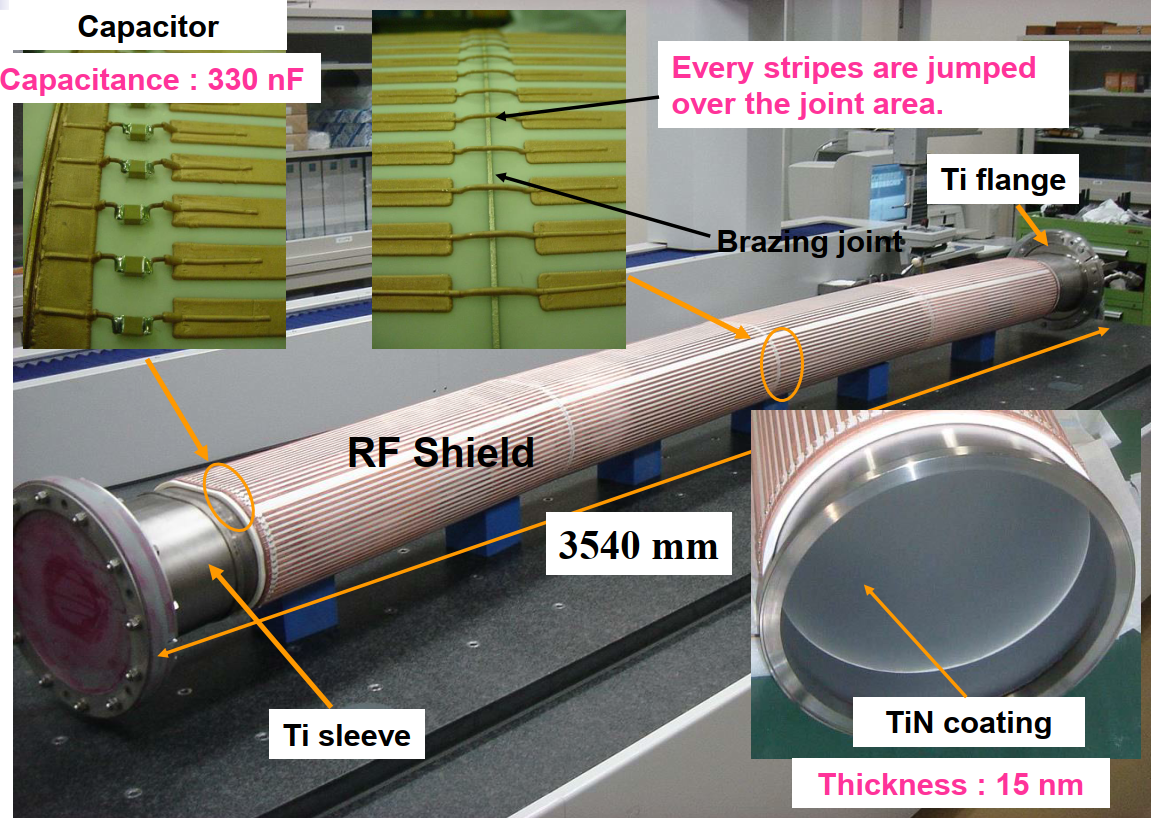 Capacitor
Capacitance : 330 nF
Every stripes are jumped
over the joint area.
Ti flange
Brazing joint
RF Shield
3540 mm
Ti sleeve
TiN coating
Thickness : 15 nm